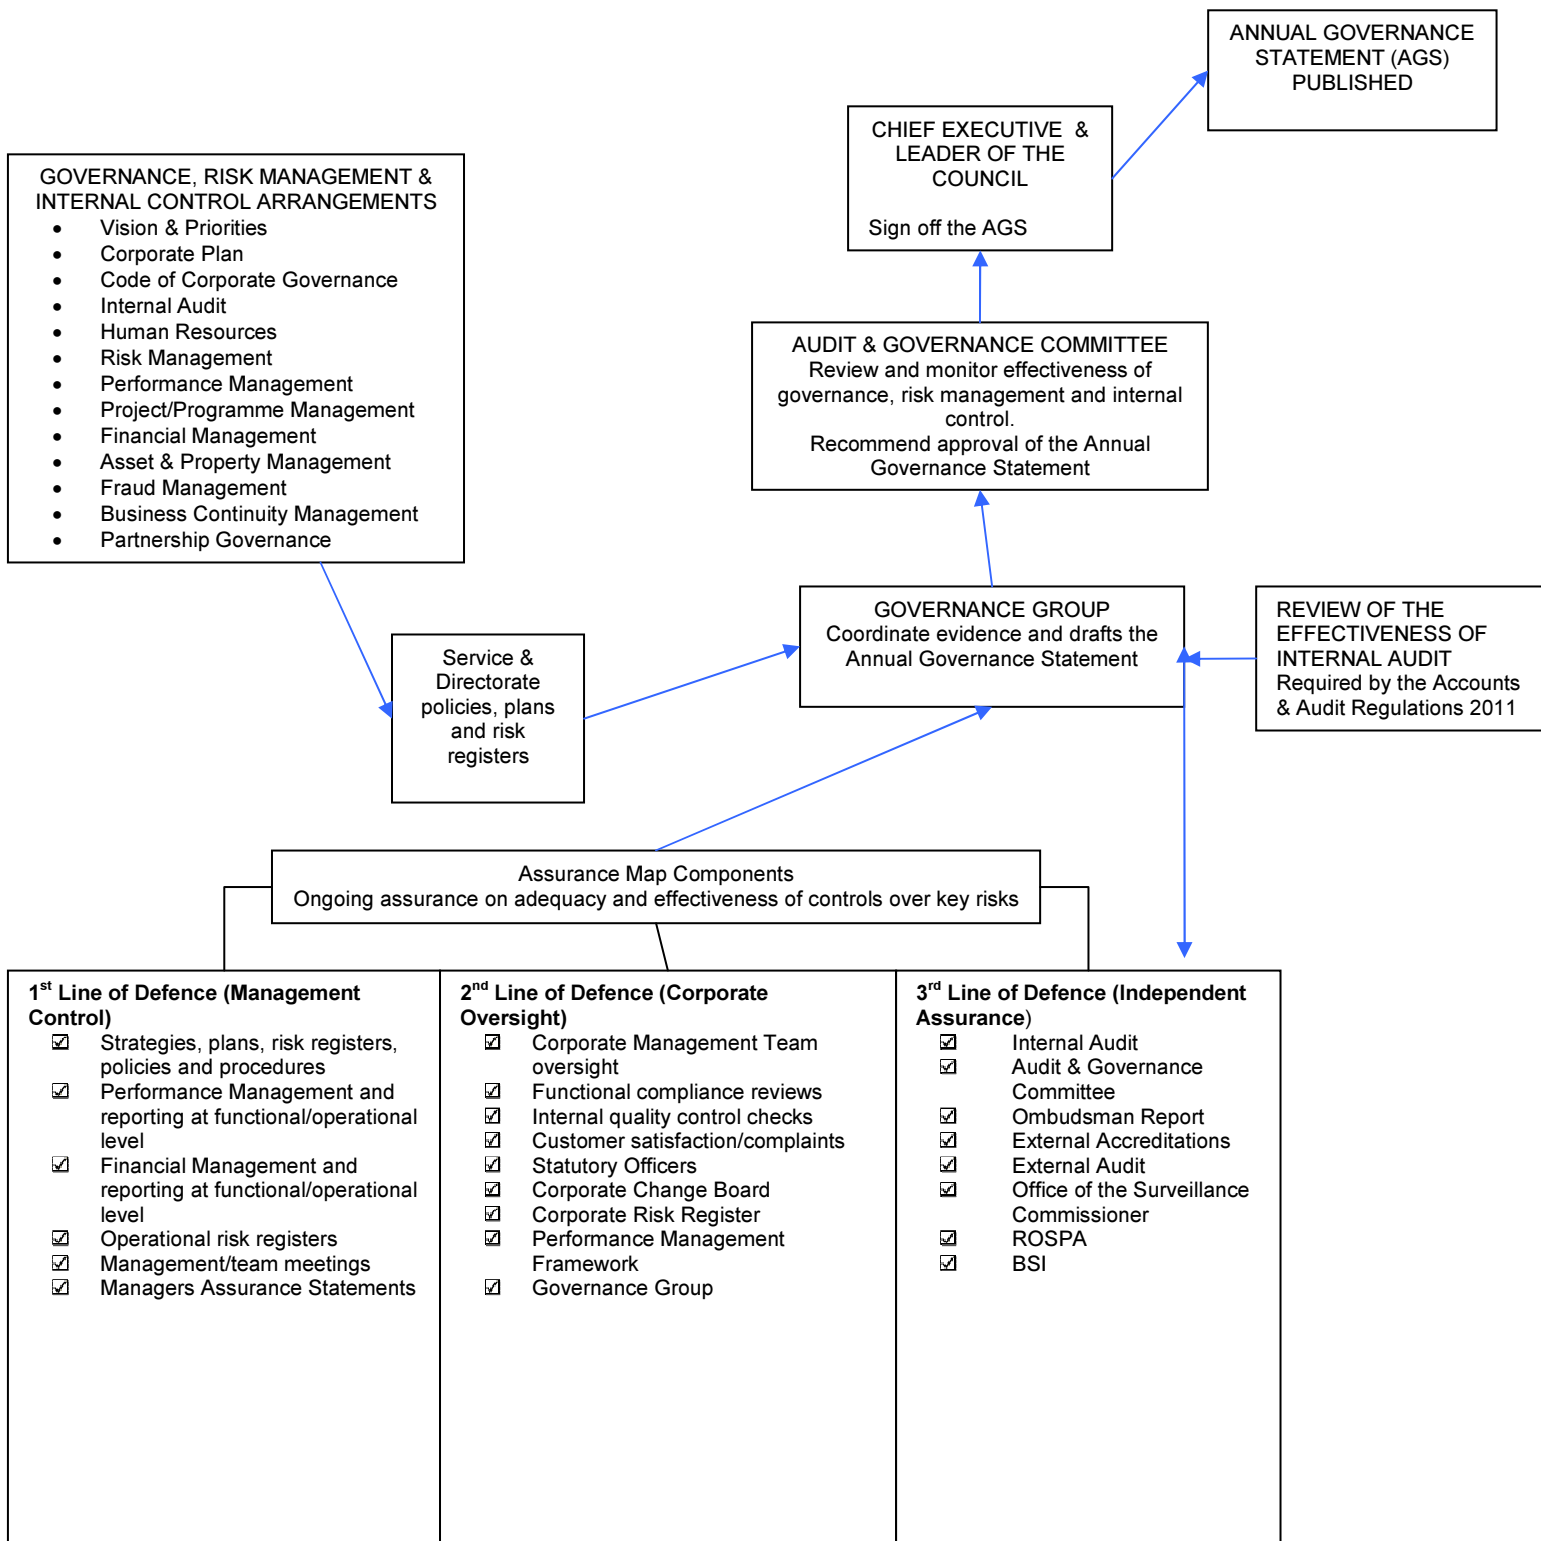 ANNUAL GOVERNANCE
STATEMENT (AGS)
PUBLISHED
CHIEF EXECUTIVE &
LEADER OF THE
COUNCIL
Sign off the AGS
GOVERNANCE, RISK MANAGEMENT &
INTERNAL CONTROL ARRANGEMENTS
• Vision & Priorities
• Corporate Plan
• Code of Corporate Governance
• Internal Audit
• Human Resources
• Risk Management
• Performance Management
• Project/Programme Management
• Financial Management
• Asset & Property Management
• Fraud Management
• Business Continuity Management
• Partnership Governance
AUDIT & GOVERNANCE COMMITTEE
Review and monitor effectiveness of
governance, risk management and internal
control.
Recommend approval of the Annual
Governance Statement
GOVERNANCE GROUP
Coordinate evidence and drafts the
Annual Governance Statement
REVIEW OF THE
EFFECTIVENESS OF
INTERNAL AUDIT
Required by the Accounts
& Audit Regulations 2011
Service &
Directorate
policies, plans
and risk
registers
Assurance Map Components
Ongoing assurance on adequacy and effectiveness of controls over key risks
1st Line of Defence (Management
Control)
☑ Strategies, plans, risk registers,
policies and procedures
☑ Performance Management and
reporting at functional/operational
level
☑ Financial Management and
reporting at functional/operational
level
☑ Operational risk registers
☑ Management/team meetings
☑ Managers Assurance Statements
2nd Line of Defence (Corporate
Oversight)
☑ Corporate Management Team
oversight
☑ Functional compliance reviews
☑ Internal quality control checks
☑ Customer satisfaction/complaints
☑ Statutory Officers
☑ Corporate Change Board
☑ Corporate Risk Register
☑ Performance Management
Framework
☑ Governance Group
3rd Line of Defence (Independent
Assurance)
☑ Internal Audit
☑ Audit & Governance
Committee
☑ Ombudsman Report
☑ External Accreditations
☑ External Audit
☑ Office of the Surveillance
Commissioner
☑ ROSPA
☑ BSI